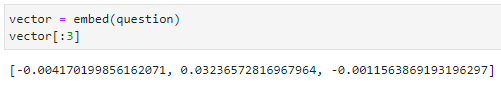 vector = embed(question)
vector[:3]
[-0.004170199856162071, 0.03236572816967964, -0.0011563869193196297]